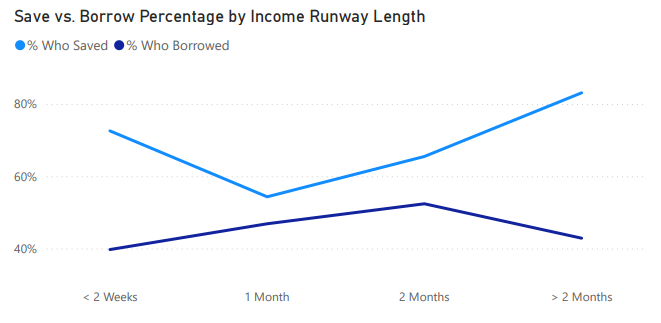 Save vs. Borrow Percentage by Income Runway Length
% Who Saved % Who Borrowed
80%
60%
40%
< 2 Weeks 1 Month 2 Months > 2 Months